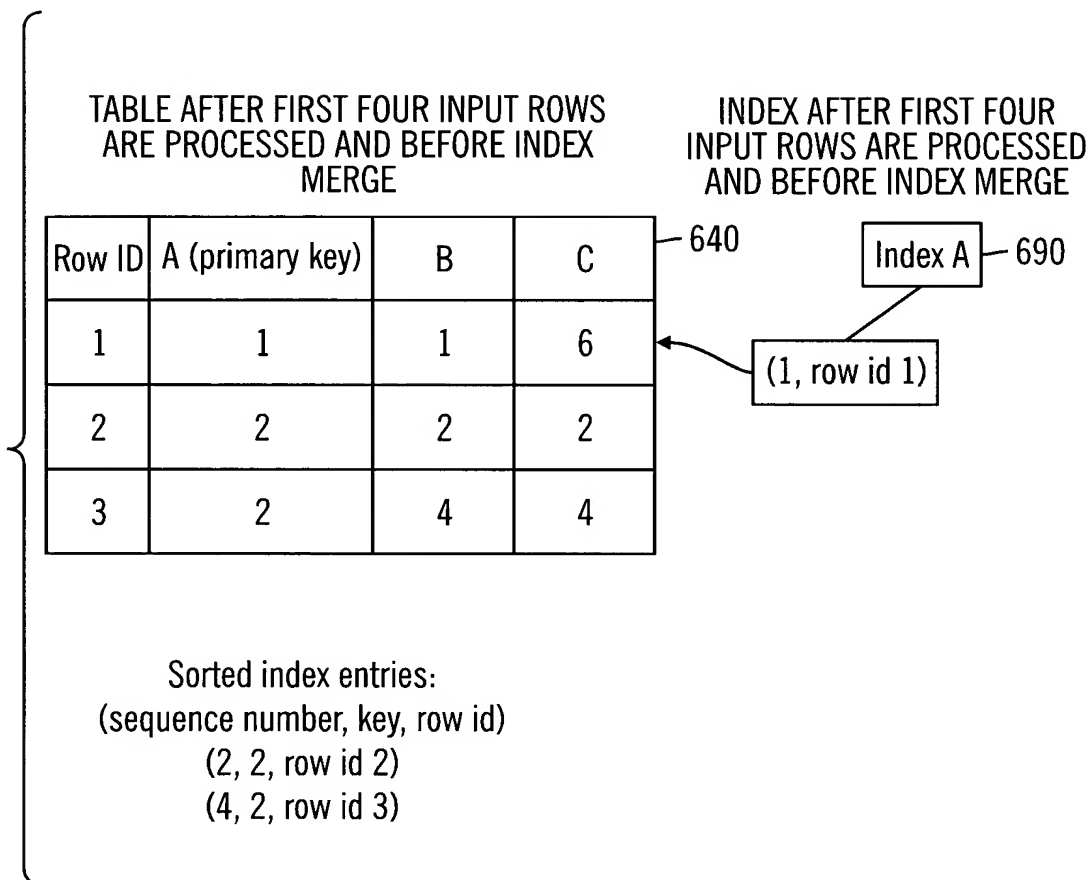 TABLE AFTER FIRST FOUR INPUT ROWS
ARE PROCESSED AND BEFORE INDEX
MERGE
INDEX AFTER FIRST FOUR
INPUT ROWS ARE PROCESSED
AND BEFORE INDEX MERGE
Row ID A (primary key) B C
640
1 1 1 6
2 2 2 2
3 2 4 4
Index A
690
(1, row id 1)
Sorted index entries:
(sequence number, key, row id)
(2, 2, row id 2)
(4, 2, row id 3)